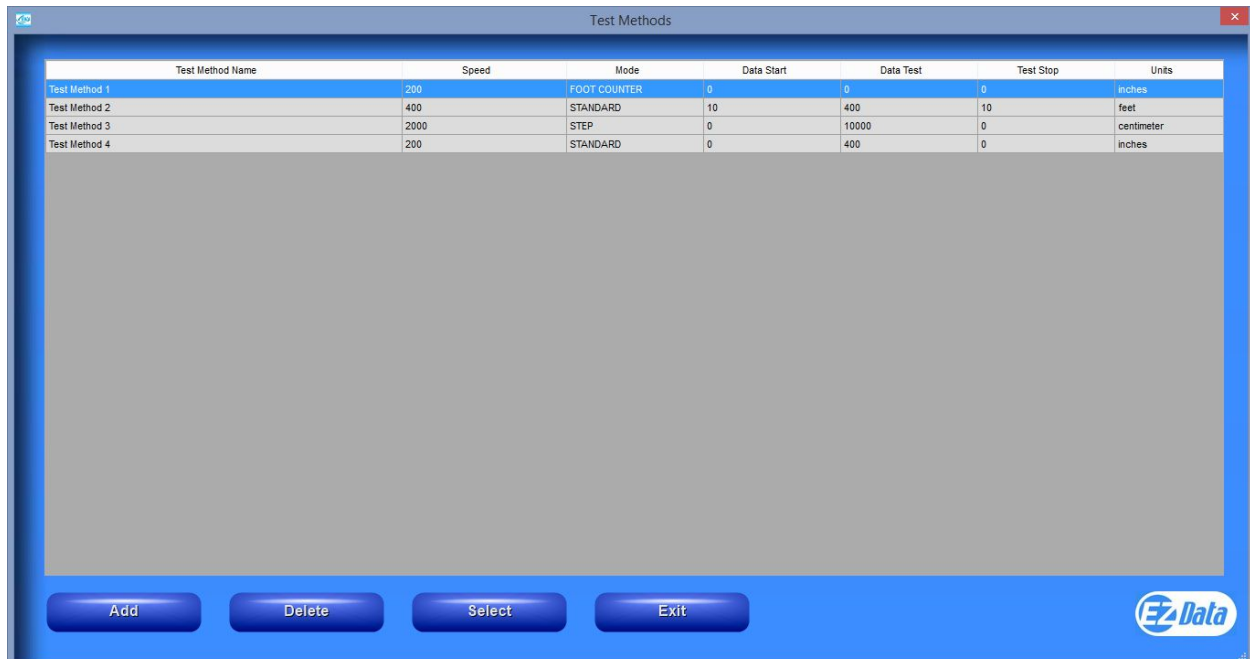 Test Methods
Test Method Name Speed Mode Data Start Data Test Test Stop Units
Test Method 1 200 FOOT COUNTER 0 0 0 inches
Test Method 2 400 STANDARD 10 400 10 feet
Test Method 3 2000 STEP 0 10000 0 centimeter
Test Method 4 200 STANDARD 0 400 0 inches
Add Delete Select Exit
EZ Data